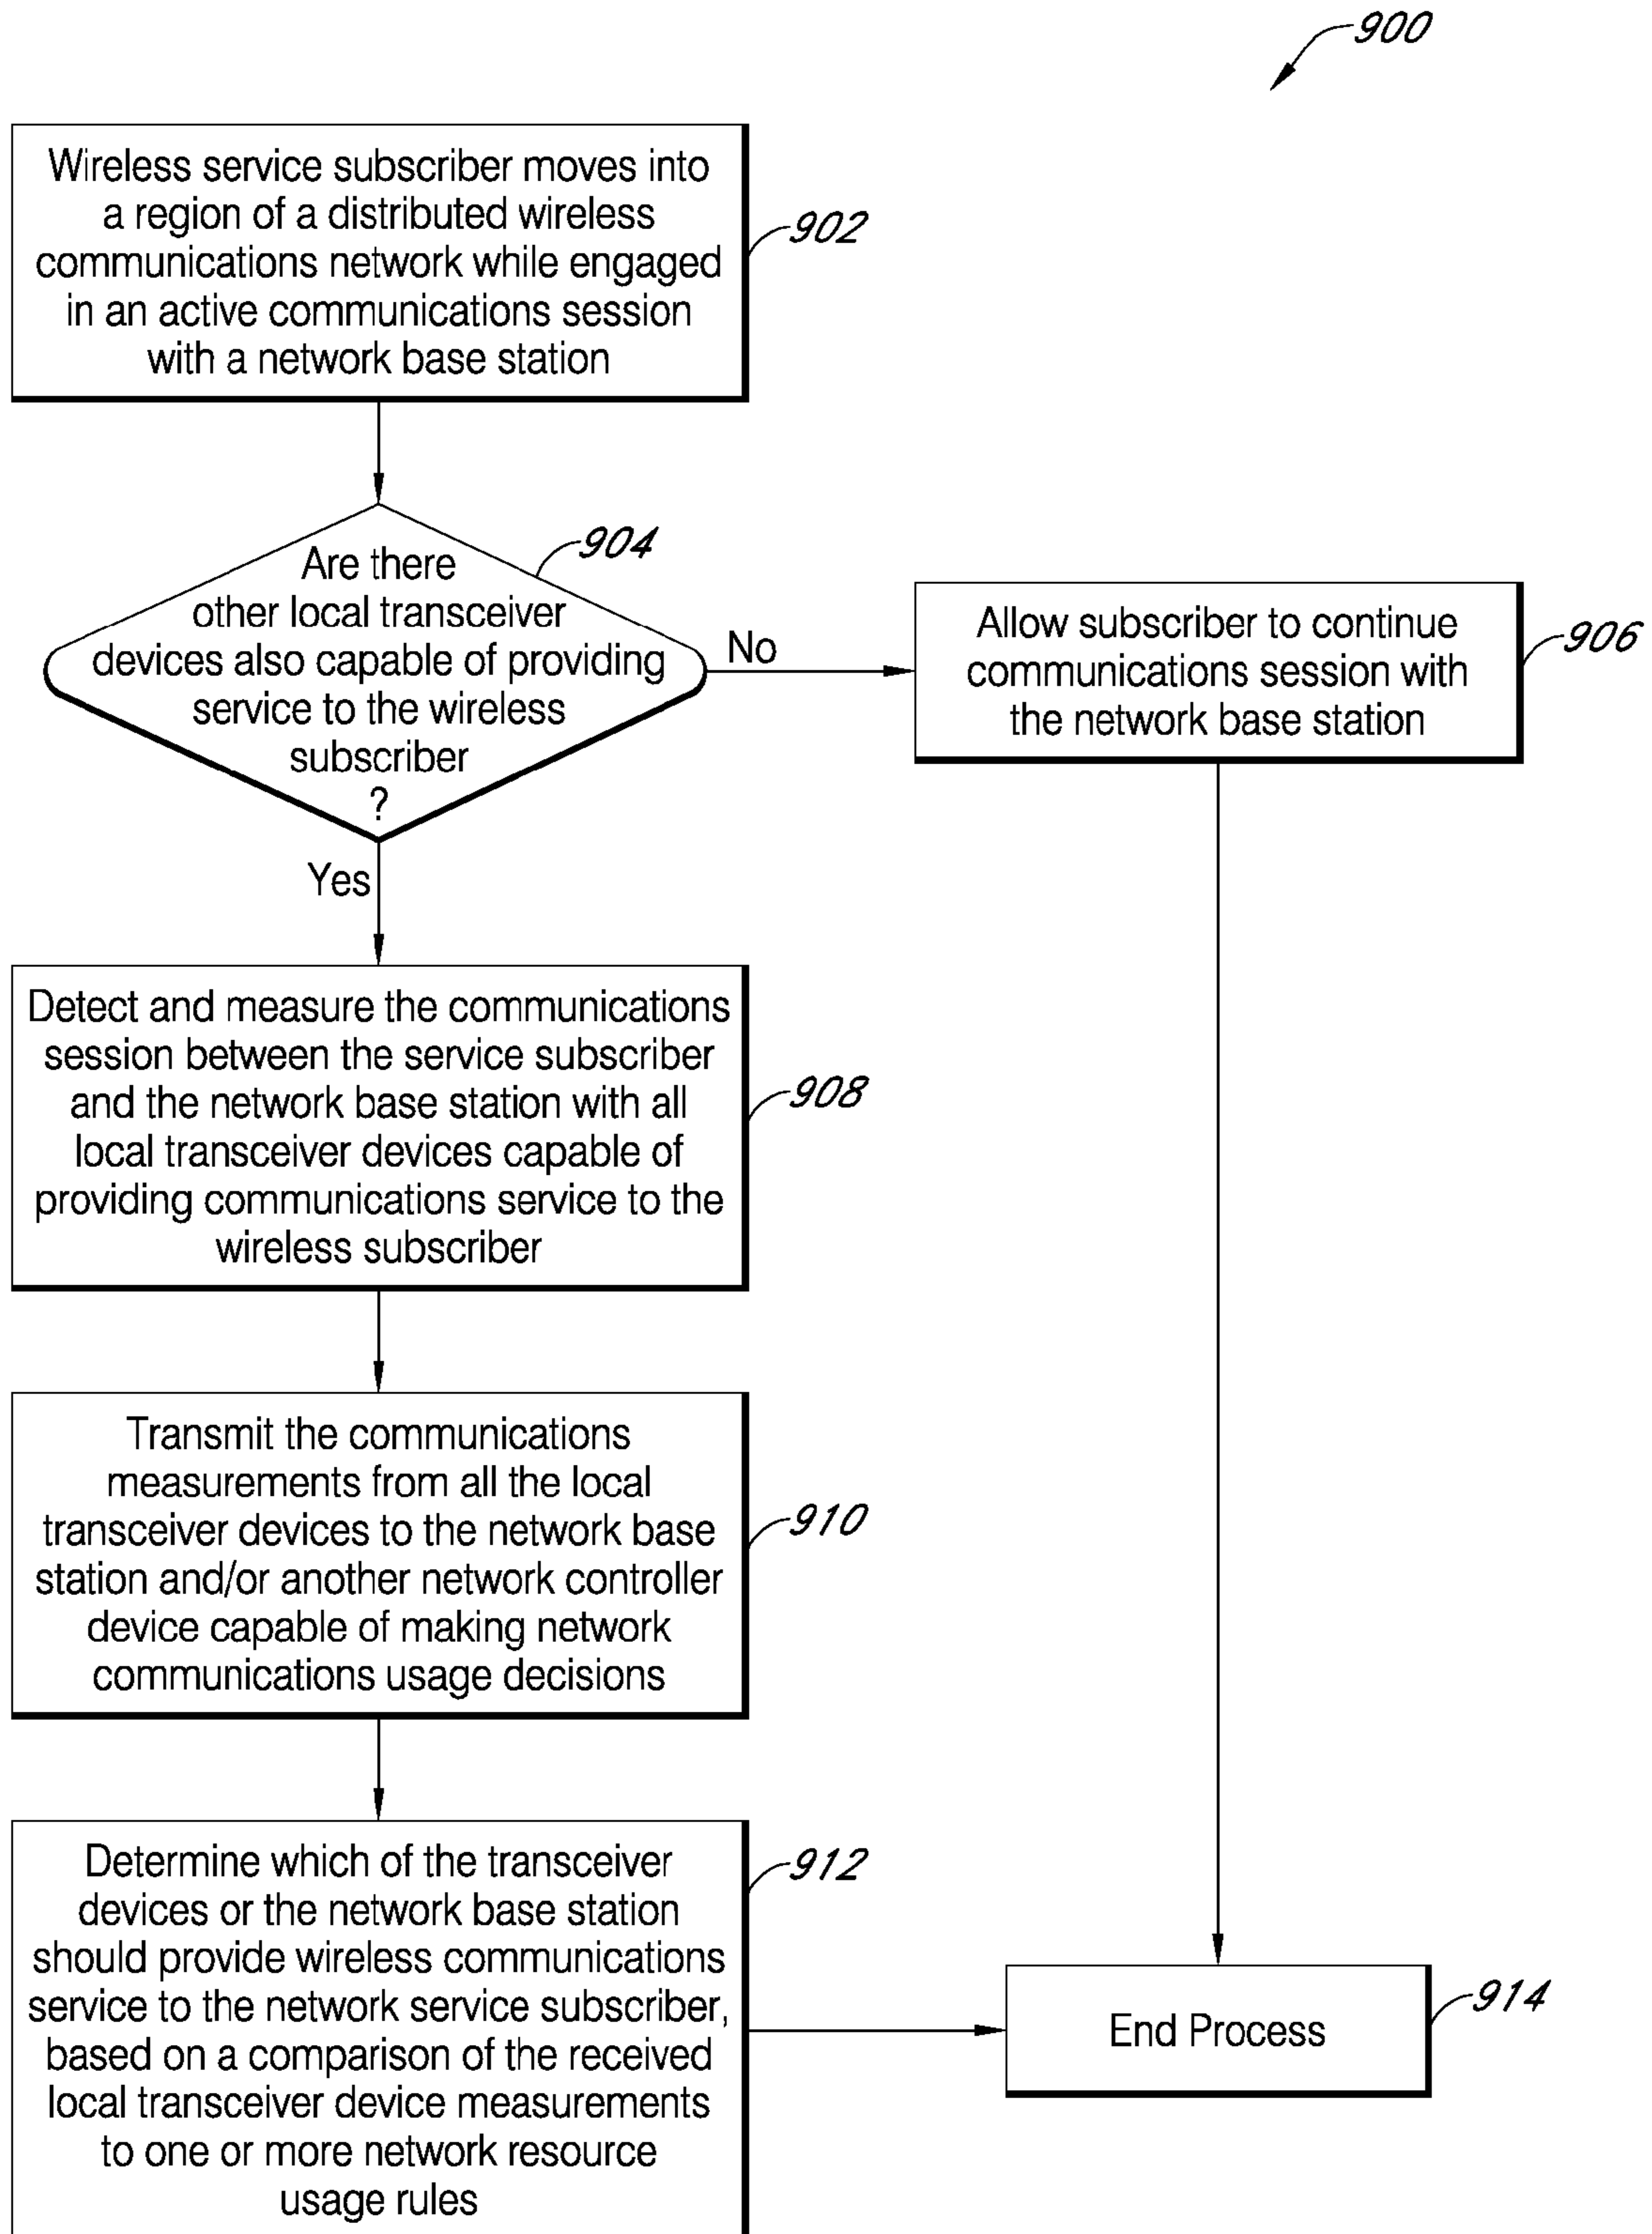 900
Wireless service subscriber moves into
a region of a distributed wireless
communications network while engaged
in an active communications session
with a network base station
902
Are there
other local transceiver
devices also capable of providing
service to the wireless
subscriber
?
904
No
Allow subscriber to continue
communications session with
the network base station
906
Yes
Detect and measure the communications
session between the service subscriber
and the network base station with all
local transceiver devices capable of
providing communications service to the
wireless subscriber
908
Transmit the communications
measurements from all the local
transceiver devices to the network base
station and/or another network controller
device capable of making network
communications usage decisions
910
Determine which of the transceiver
devices or the network base station
should provide wireless communications
service to the network service subscriber,
based on a comparison of the received
local transceiver device measurements
to one or more network resource
usage rules
912
End Process
914